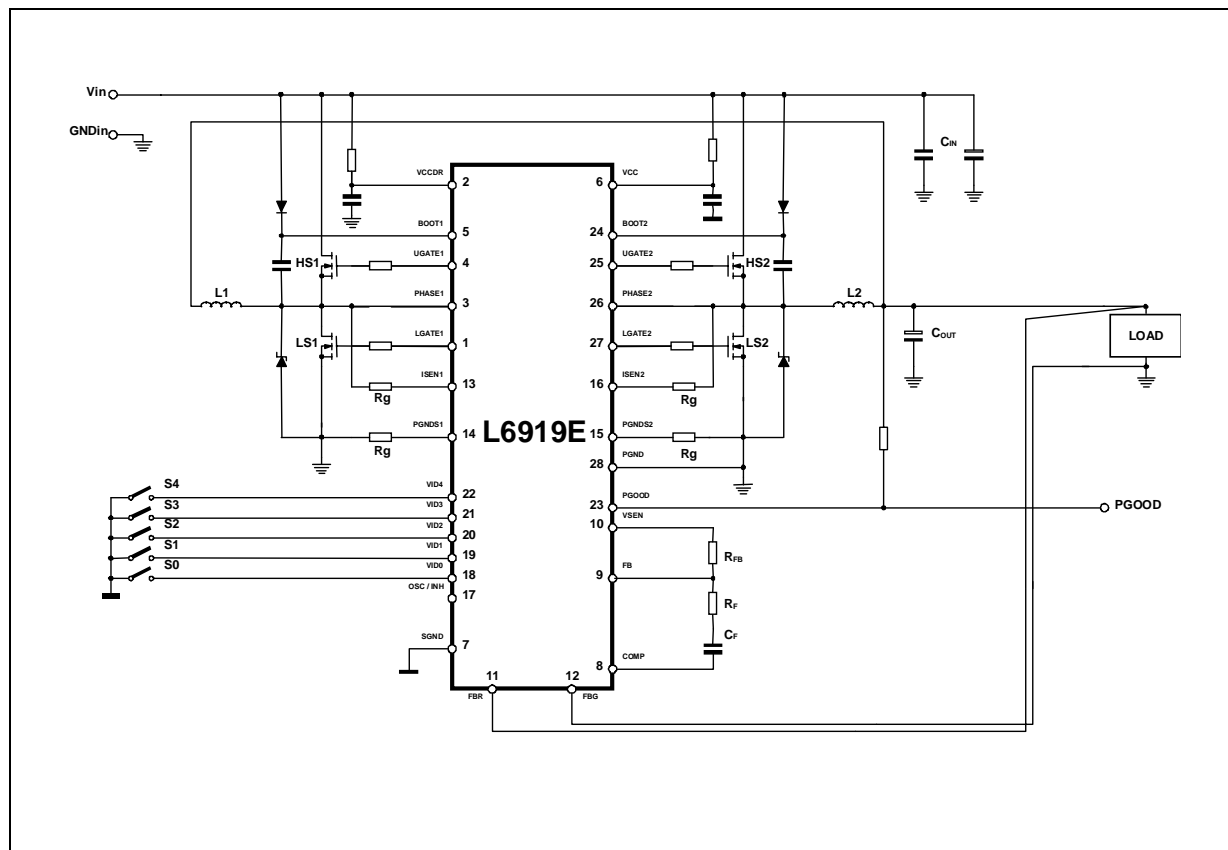 Vin
GNDin
CIN
VCCDR
2
6
VCC
BOOT1
5
24
BOOT2
HS1
UGATE1
4
25
UGATE2
HS2
L1
PHASE1
3
26
PHASE2
L2
LS1
LGATE1
1
27
LGATE2
LS2
COUT
LOAD
ISEN1
13
16
ISEN2
Rg
Rg
L6919E
PGNDS1
14
15
PGNDS2
Rg
Rg
28
PGND
S4
VID4
22
23
PGOOD
PGOOD
S3
VID3
21
10
VSEN
S2
VID2
20
RFB
S1
VID1
19
9
FB
S0
VID0
18
OSC / INH
17
RF
CF
SGND
7
8
COMP
11
12
FBR
FBG